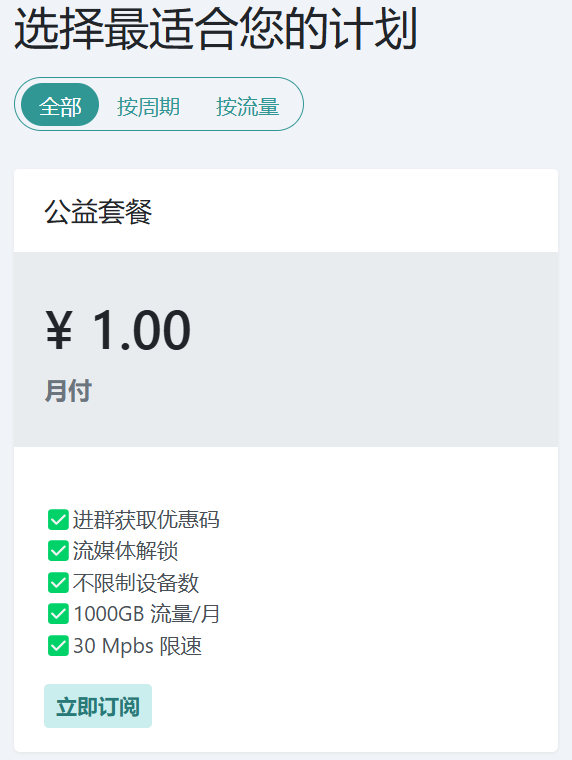 选择最适合您的计划
全部 按周期 按流量
公益套餐
¥ 1.00
月付
进群获取优惠码
流媒体解锁
不限制设备数
1000GB 流量/月
30 Mpbs 限速
立即订阅